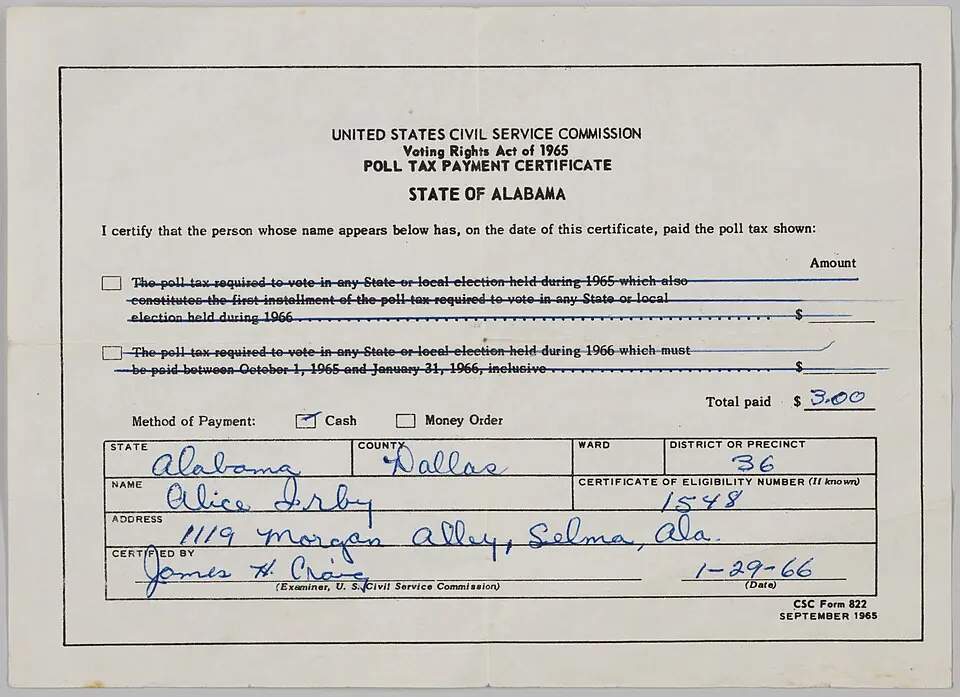 UNITED STATES CIVIL SERVICE COMMISSION
Voting Rights Act of 1965
POLL TAX PAYMENT CERTIFICATE
STATE OF ALABAMA
I certify that the person whose name appears below has, on the date of this certificate, paid the poll tax shown:
Amount
The poll tax required to vote in any State or local election held during 1965 which also
constitutes the first installment of the poll tax required to vote in any State or local
election held during 1966 . . . . . . . . . . . . . . . . . . . . . . . . . . . . . . . . . . . . . . . . $
The poll tax required to vote in any State or local election held during 1966 which must
be paid between October 1, 1965 and January 31, 1966, inclusive . . . . . . . . . . . . . . . . . . . . $
Total paid $ 3.00
Method of Payment: Cash Money Order
STATE COUNTY WARD DISTRICT OR PRECINCT
Alabama Dallas 36
NAME CERTIFICATE OF ELIGIBILITY NUMBER (If known)
Alice Irby 1548
ADDRESS
1119 Morgan Alley, Selma, Ala.
CERTIFIED BY
James H. Craig 1-29-66
(Examiner, U. S. Civil Service Commission) (Date)
CSC Form 822
SEPTEMBER 1965